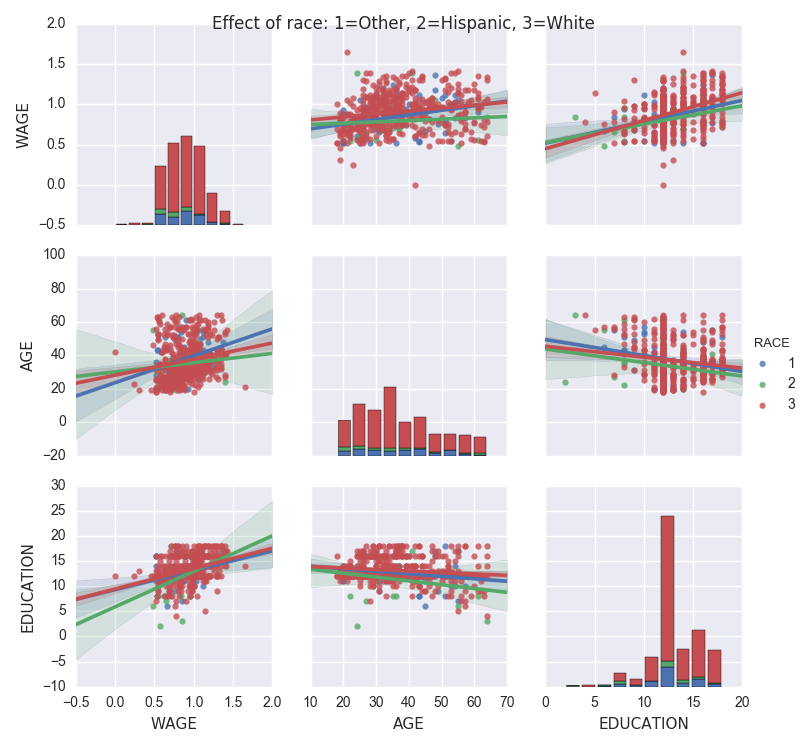 Effect of race: 1=Other, 2=Hispanic, 3=White
2.0
1.5
1.0
0.5
0.0
−0.5
WAGE
100
80
60
40
20
0
−20
AGE
RACE
1
2
3
30
25
20
15
10
5
0
−5
−10
EDUCATION
−0.5 0.0 0.5 1.0 1.5 2.0
10 20 30 40 50 60 70
0 5 10 15 20
WAGE AGE EDUCATION